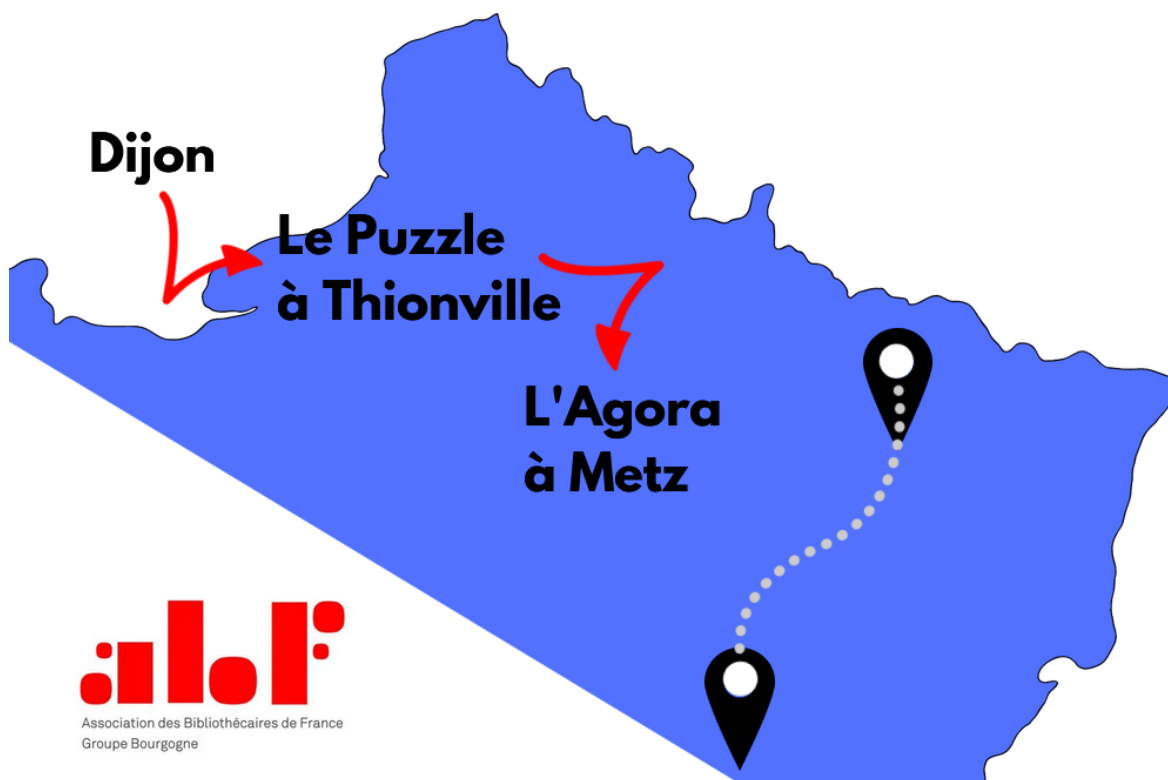 Dijon
Le Puzzle
à Thionville
L'Agora
à Metz
abf
Association des Bibliothécaires de France
Groupe Bourgogne